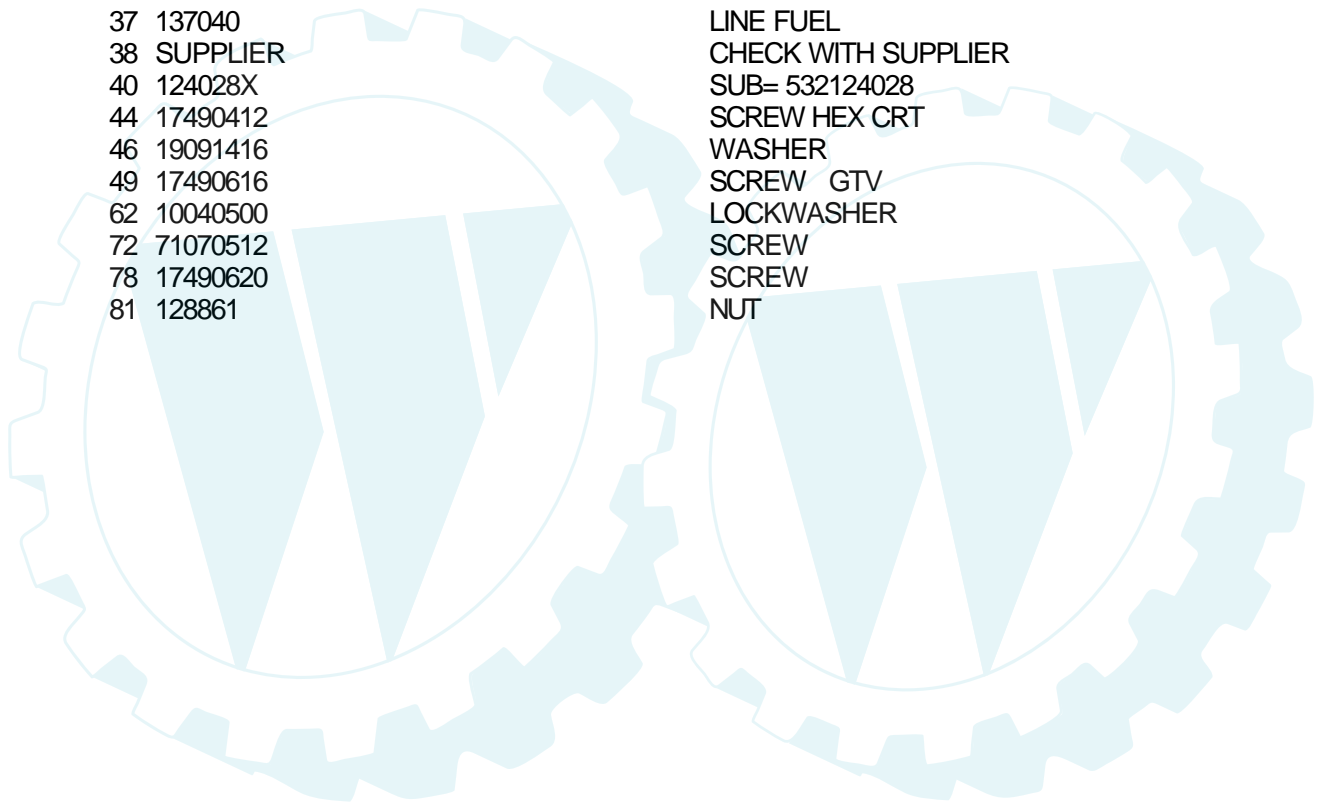 37 137040 LINE FUEL
38 SUPPLIER CHECK WITH SUPPLIER
40 124028X SUB= 532124028
44 17490412 SCREW HEX CRT
46 19091416 WASHER
49 17490616 SCREW GTV
62 10040500 LOCKWASHER
72 71070512 SCREW
78 17490620 SCREW
81 128861 NUT